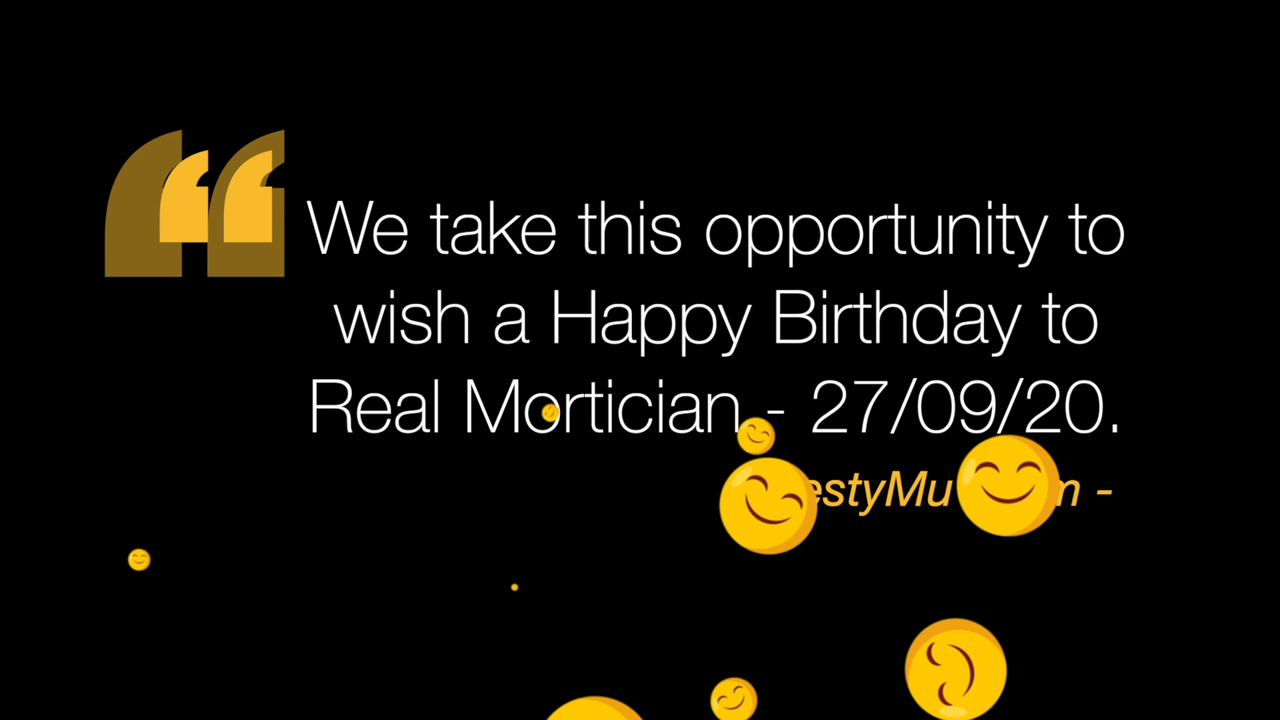 We take this opportunity to
wish a Happy Birthday to
Real Mortician - 27/09/20.
-